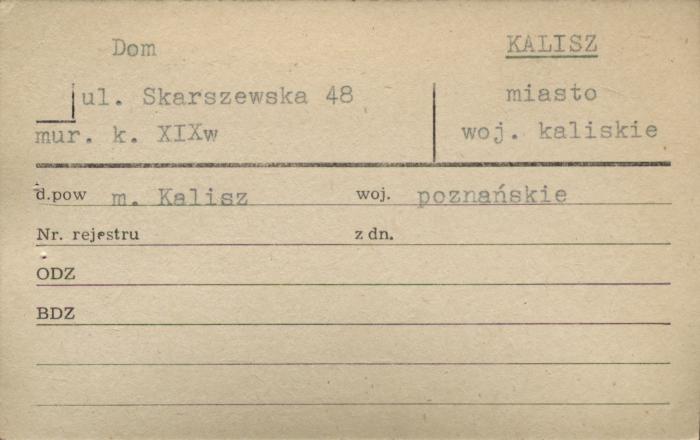 Dom
KALISZ
ul. Skarszewska 48
miasto
mur. k. XIXw
woj. kaliskie
d.pow m. Kalisz woj. poznańskie
Nr. rejestru z dn.
ODZ
BDZ